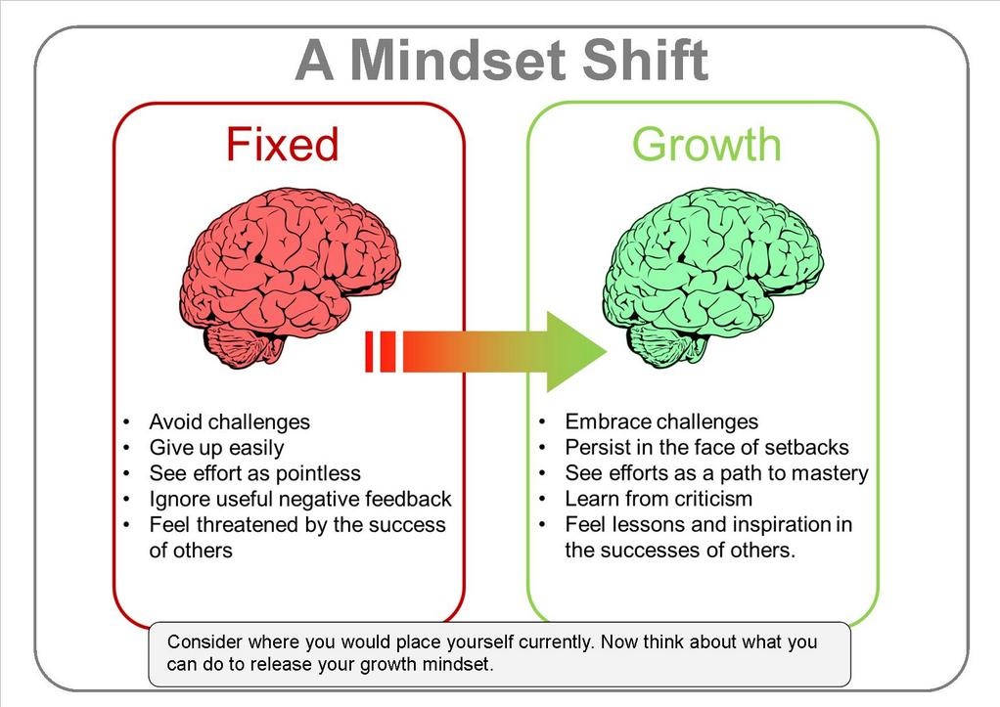 A Mindset Shift
Fixed
• Avoid challenges
• Give up easily
• See effort as pointless
• Ignore useful negative feedback
• Feel threatened by the success
of others
Growth
• Embrace challenges
• Persist in the face of setbacks
• See efforts as a path to mastery
• Learn from criticism
• Feel lessons and inspiration in
the successes of others.
Consider where you would place yourself currently. Now think about what you
can do to release your growth mindset.